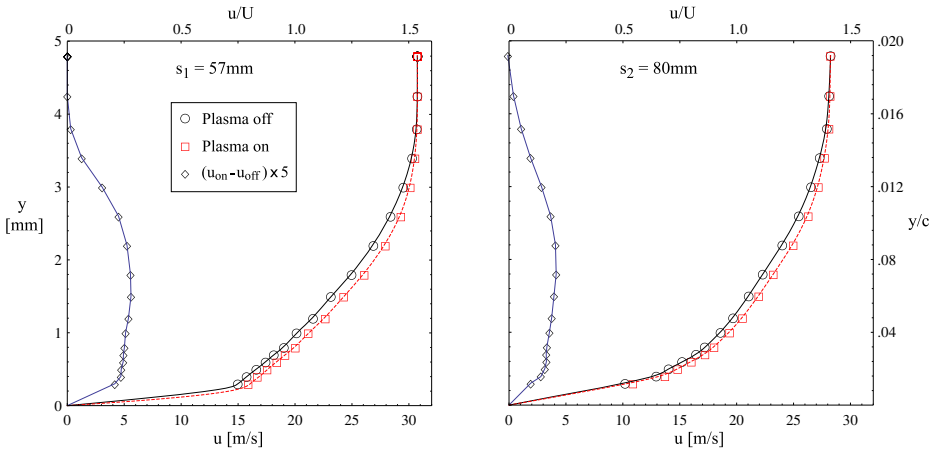 u/U
0 0.5 1.0 1.5
5
4
3
2
1
0
y
[mm]
s1 = 57mm
Plasma off
Plasma on
(uon-uoff) × 5
0 5 10 15 20 25 30
u [m/s]
u/U
0 0.5 1.0 1.5
s2 = 80mm
.020
.016
.012
.008
.04
y/c
0 5 10 15 20 25 30
u [m/s]